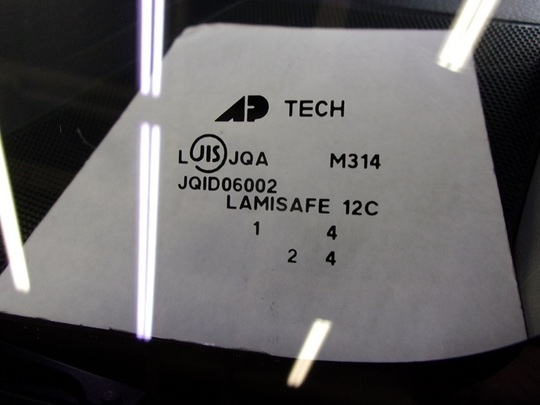 AP TECH
L JIS JQA M314
JQID06002
LAMISAFE 12C
1 4
2 4